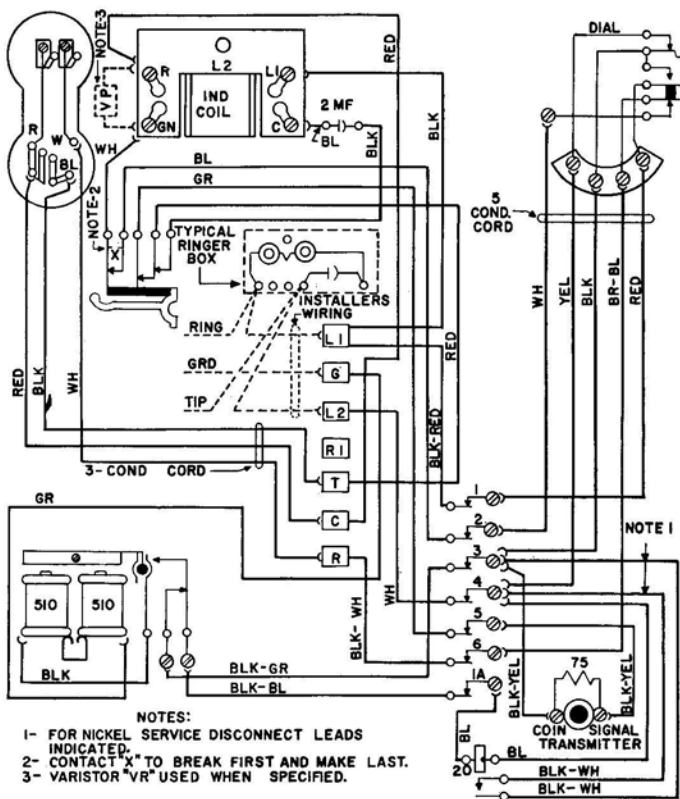 NOTE-3
R
L2
L1
IND
COIL
VP
GN
C
2 MF
BL
RED
BLK
BLK
DIAL
R
W
BL
WH
BL
GR
NOTE-2
X
TYPICAL
RINGER
BOX
INSTALLERS
WIRING
RING
GRD
TIP
L1
G
L2
R1
T
C
R
RED
BLK
WH
3- COND CORD
RED
BLK-RED
5
COND.
CORD
WH
YEL
BLK
BR-BL
RED
GR
510
510
BLK
BLK-GR
BLK-BL
BLK-WH
WH
1
2
3
4
5
6
1A
NOTE 1
75
BLK-YEL
BLK-YEL
COIN SIGNAL
TRANSMITTER
BL
20
BL
BLK-WH
BLK-WH
NOTES:
1- FOR NICKEL SERVICE DISCONNECT LEADS
INDICATED.
2- CONTACT "X" TO BREAK FIRST AND MAKE LAST.
3- VARISTOR "VR" USED WHEN SPECIFIED.